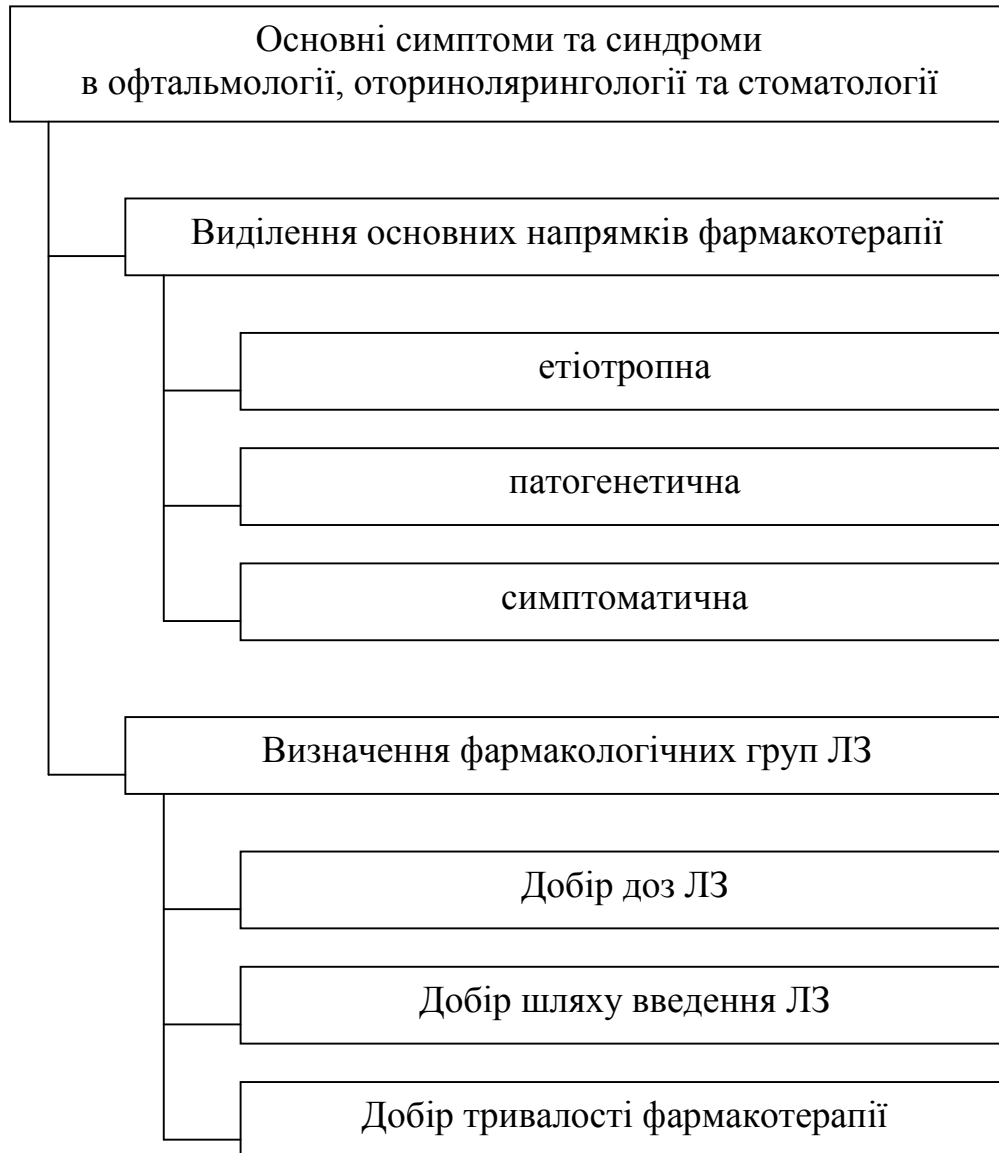 Основні симптоми та синдроми
в офтальмології, оториноларингології та стоматології
Виділення основних напрямків фармакотерапії
етіотропна
патогенетична
симптоматична
Визначення фармакологічних груп ЛЗ
Добір доз ЛЗ
Добір шляху введення ЛЗ
Добір тривалості фармакотерапії